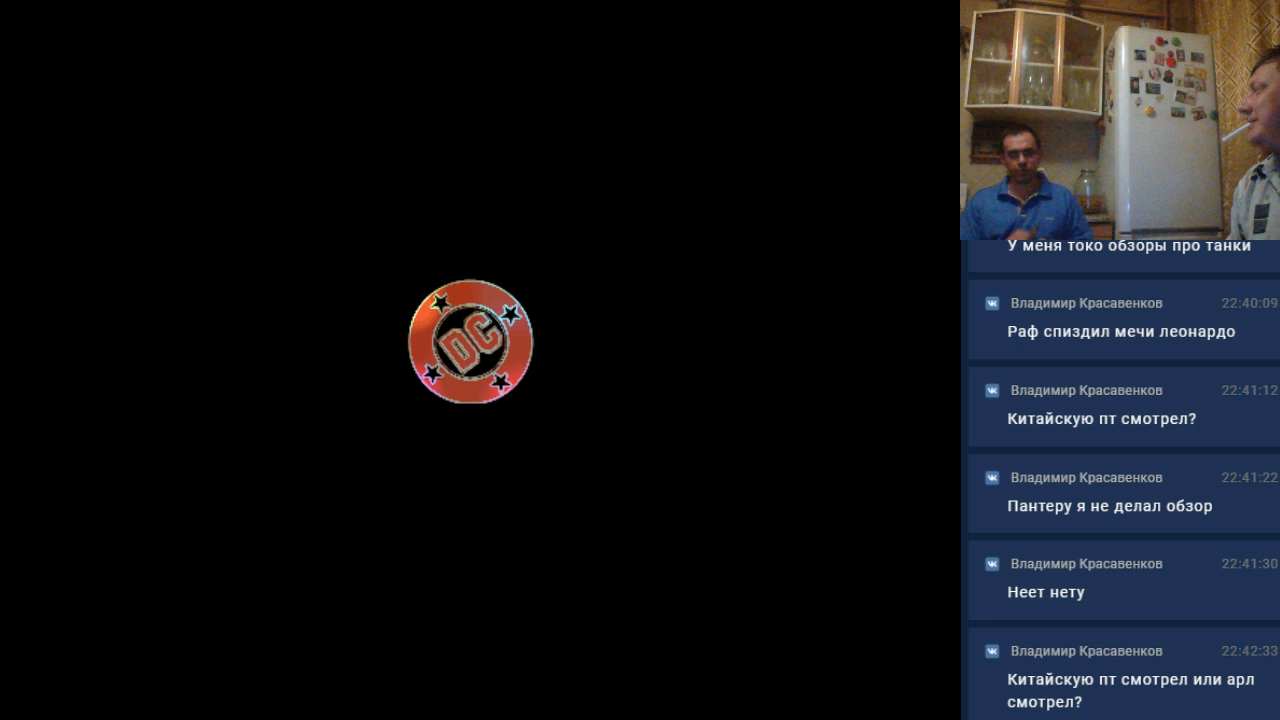 DC
У меня токо обзоры про танки
Владимир Красавенков 22:40:09
Раф спиздил мечи леонардо
Владимир Красавенков 22:41:12
Китайскую пт смотрел?
Владимир Красавенков 22:41:22
Пантеру я не делал обзор
Владимир Красавенков 22:41:30
Неет нету
Владимир Красавенков 22:42:33
Китайскую пт смотрел или арл
смотрел?